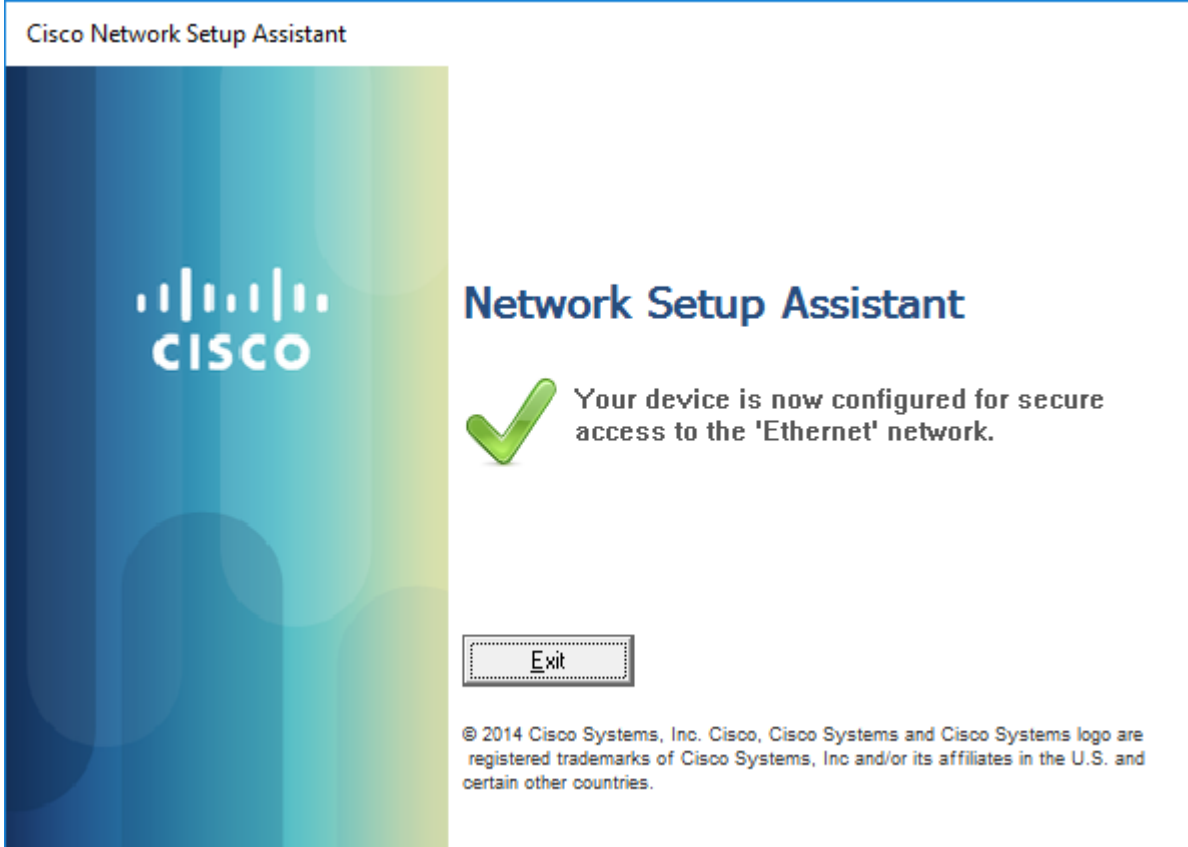 Cisco Network Setup Assistant
CISCO
Network Setup Assistant
Your device is now configured for secure
access to the 'Ethernet' network.
Exit
© 2014 Cisco Systems, Inc. Cisco, Cisco Systems and Cisco Systems logo are
registered trademarks of Cisco Systems, Inc and/or its affiliates in the U.S. and
certain other countries.